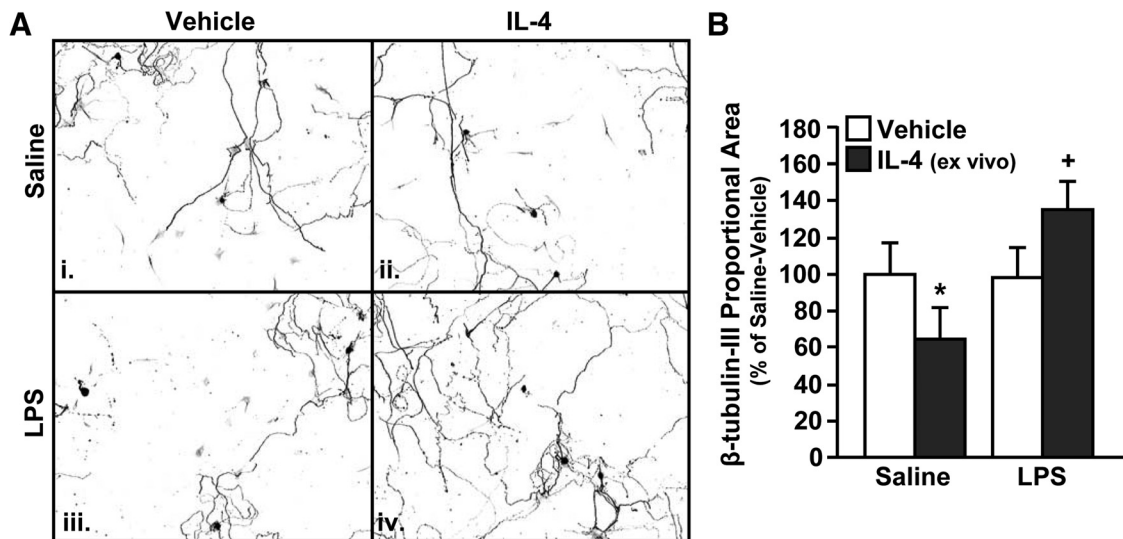 A
Vehicle
IL-4
Saline
i.
ii.
LPS
iii.
iv.
B
β-tubulin-III Proportional Area
(% of Saline-Vehicle)
180
160
140
120
100
80
60
40
20
0
Vehicle
IL-4 (ex vivo)
*
+
Saline
LPS